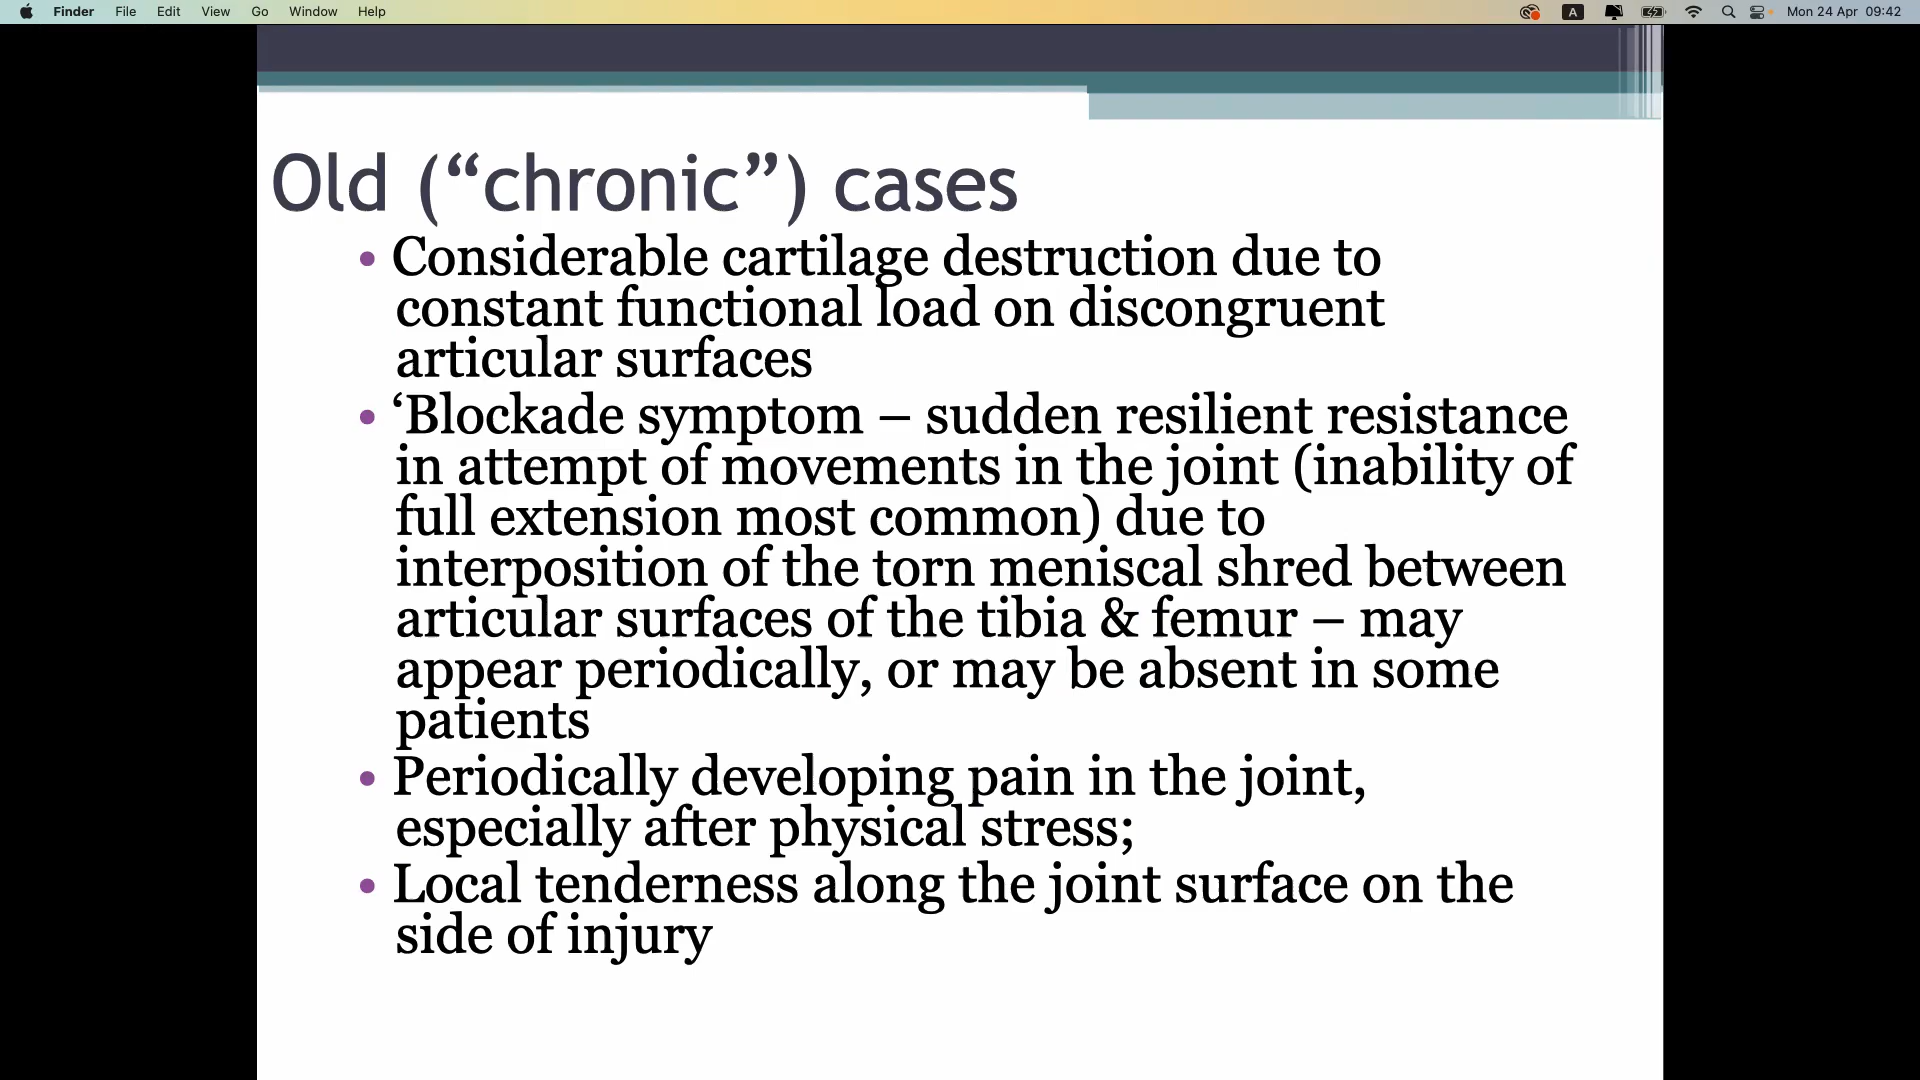 Finder File Edit View Go Window Help
A
Mon 24 Apr 09:42
Old (“chronic”) cases
• Considerable cartilage destruction due to
constant functional load on discongruent
articular surfaces
• ‘Blockade symptom – sudden resilient resistance
in attempt of movements in the joint (inability of
full extension most common) due to
interposition of the torn meniscal shred between
articular surfaces of the tibia & femur – may
appear periodically, or may be absent in some
patients
• Periodically developing pain in the joint,
especially after physical stress;
• Local tenderness along the joint surface on the
side of injury